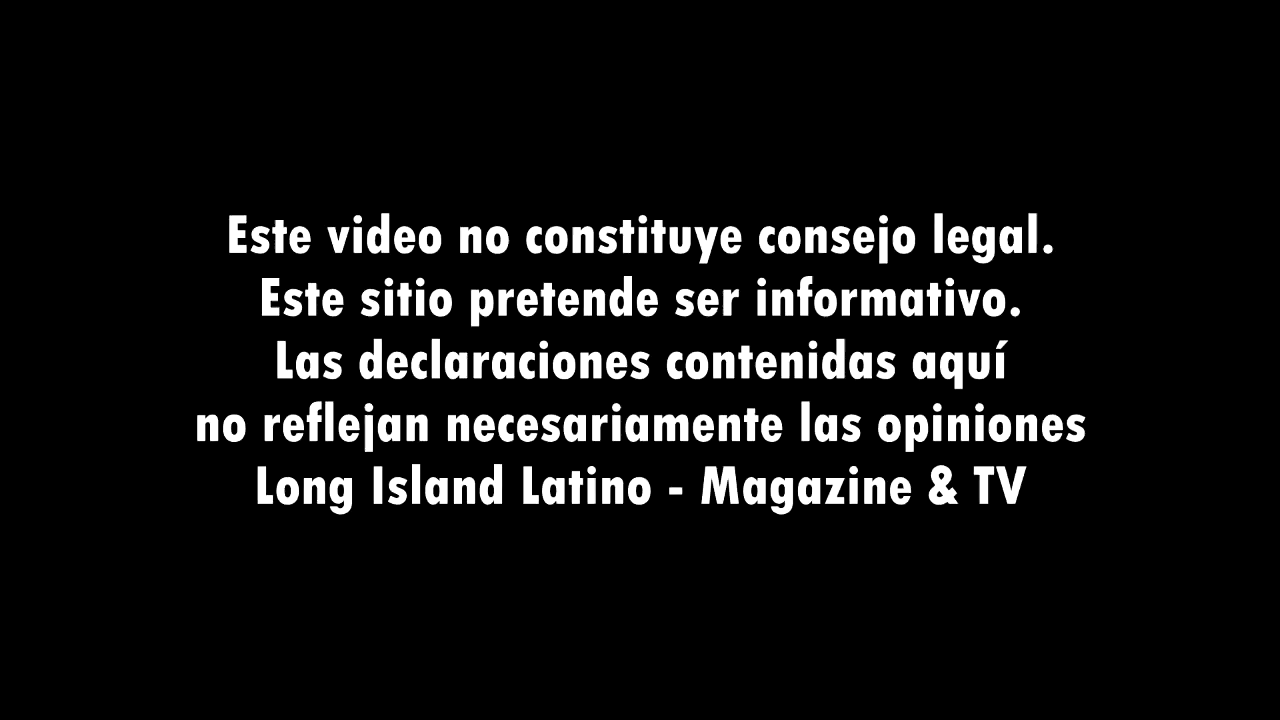 Este video no constituye consejo legal.
Este sitio pretende ser informativo.
Las declaraciones contenidas aquí
no reflejan necesariamente las opiniones
Long Island Latino - Magazine & TV